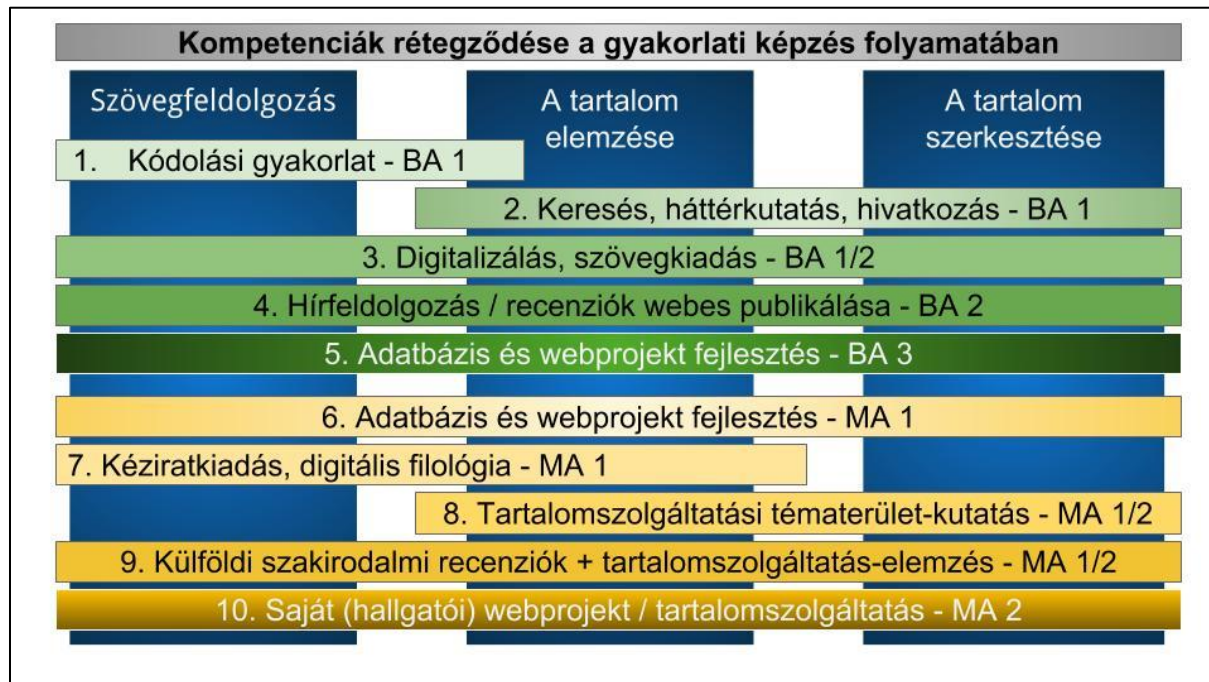 Kompetenciák rétegződése a gyakorlati képzés folyamatában
Szövegfeldolgozás
A tartalom
elemzése
A tartalom
szerkesztése
1. Kódolási gyakorlat - BA 1
2. Keresés, háttérkutatás, hivatkozás - BA 1
3. Digitalizálás, szövegkiadás - BA 1/2
4. Hírfeldolgozás / recenziók webes publikálása - BA 2
5. Adatbázis és webprojekt fejlesztés - BA 3
6. Adatbázis és webprojekt fejlesztés - MA 1
7. Kéziratkiadás, digitális filológia - MA 1
8. Tartalomszolgáltatási tématerület-kutatás - MA 1/2
9. Külföldi szakirodalmi recenziók + tartalomszolgáltatás-elemzés - MA 1/2
10. Saját (hallgatói) webprojekt / tartalomszolgáltatás - MA 2